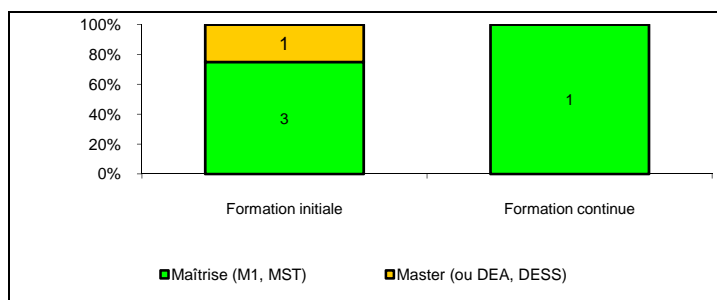 100%
80%
60%
40%
20%
0%
1
3
1
Formation initiale
Formation continue
Maîtrise (M1, MST)
Master (ou DEA, DESS)